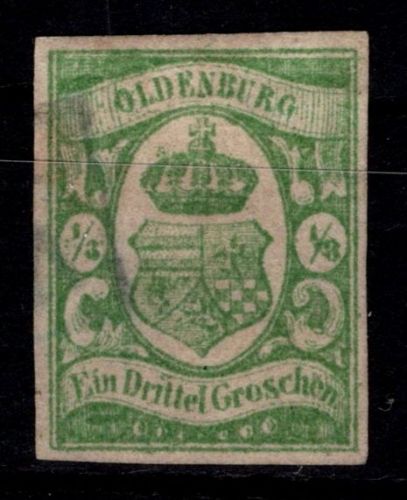 OLDENBURG
1/3 1/3
Ein Drittel Groschen